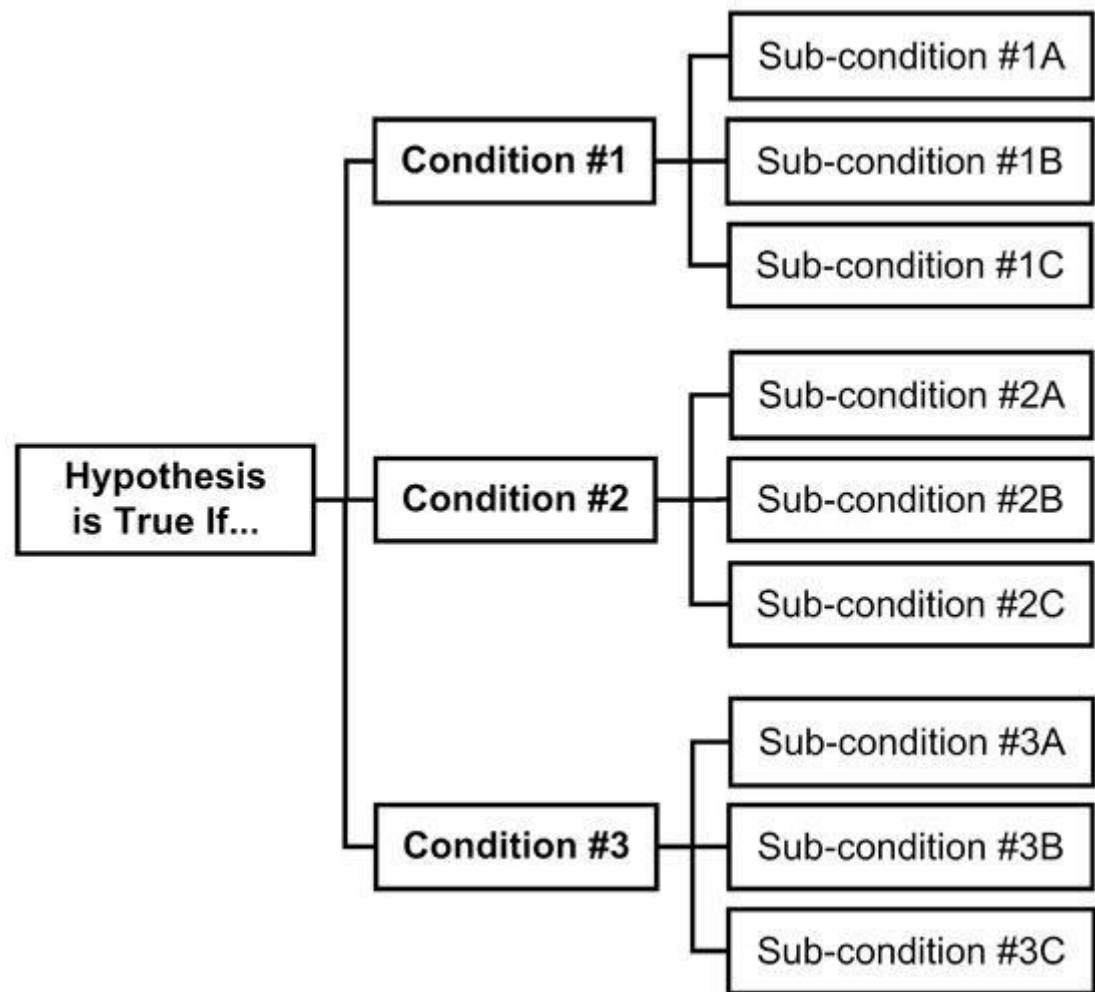 Hypothesis
is True If...
Condition #1
Sub-condition #1A
Sub-condition #1B
Sub-condition #1C
Condition #2
Sub-condition #2A
Sub-condition #2B
Sub-condition #2C
Condition #3
Sub-condition #3A
Sub-condition #3B
Sub-condition #3C